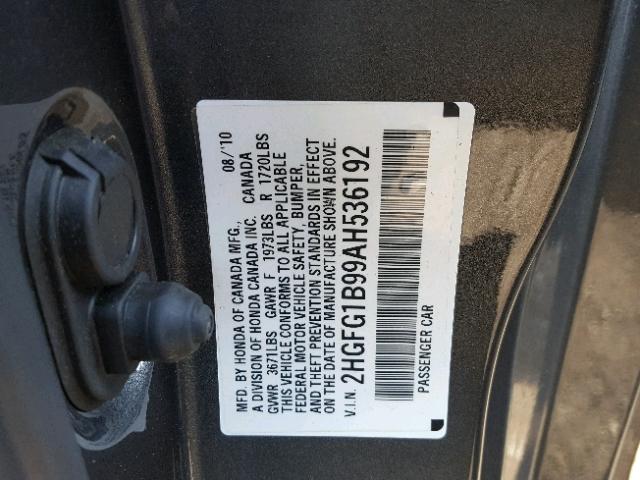 MFD. BY HONDA OF CANADA MFG., 08/'10
A DIVISION OF HONDA CANADA INC. CANADA
GVWR 3671LBS GAWR F 1973LBS R 1720LBS
THIS VEHICLE CONFORMS TO ALL APPLICABLE
FEDERAL MOTOR VEHICLE SAFETY, BUMPER,
AND THEFT PREVENTION STANDARDS IN EFFECT
ON THE DATE OF MANUFACTURE SHOWN ABOVE.
V.I.N. 2HGFG1B99AH536192
PASSENGER CAR